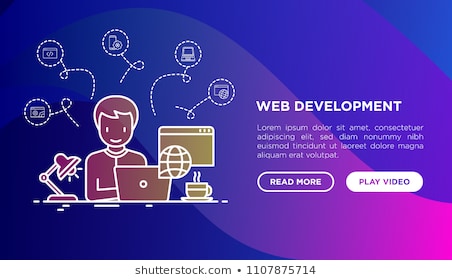 WEB DEVELOPMENT
Lorem ipsum dolor sit amet, consectetuer
adipiscing elit, sed diam nonummy nibh
euismod tincidunt ut laoreet dolore magna
aliquam erat volutpat.
READ MORE
PLAY VIDEO
shutterstock.com • 1107875714